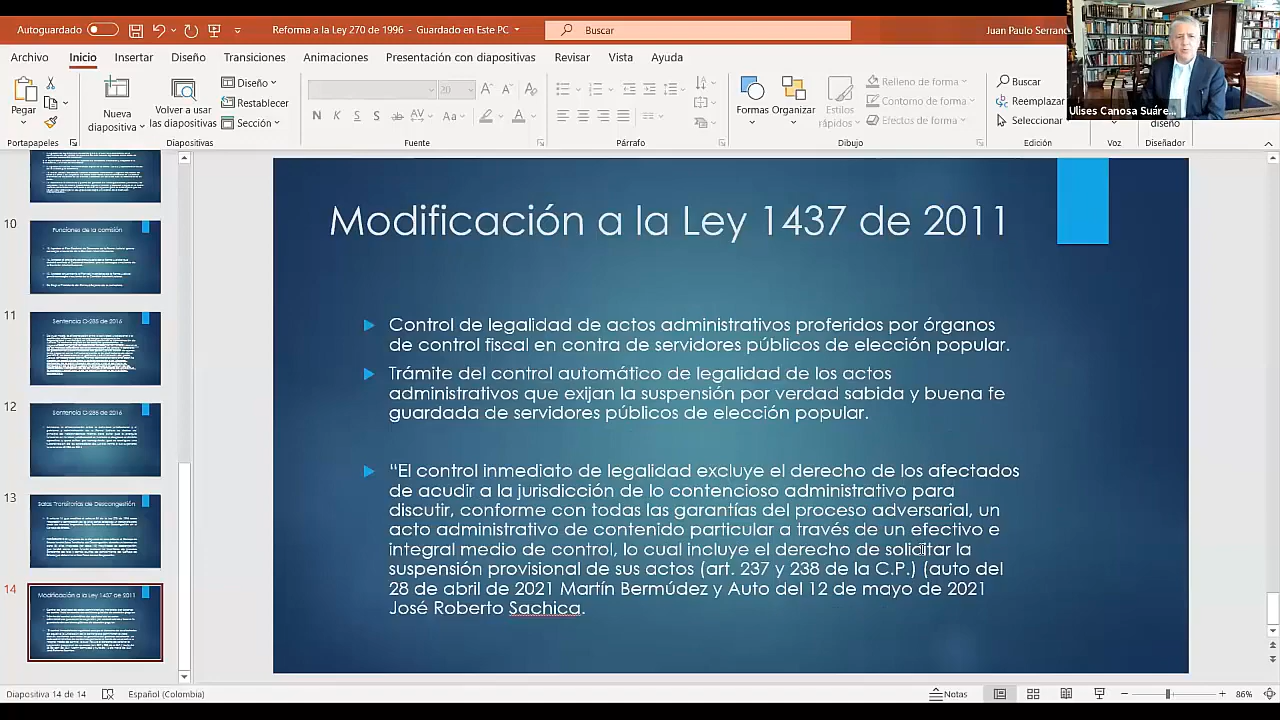 Autoguardado
Reforma a la Ley 270 de 1996 - Guardado en Este PC
Buscar
Juan Paulo Serrano
Archivo Inicio Insertar Diseño Transiciones Animaciones Presentación con diapositivas Revisar Vista Ayuda
Pegar
Nueva diapositiva
Volver a usar las diapositivas
Diseño
Restablecer
Sección
20
N K S ab AV Aa A
Formas
Organizar
Estilos rápidos
Relleno de forma
Contorno de forma
Efectos de forma
Buscar
Reemplazar
Seleccionar
diseño
Ulises Canosa Suáre...
Portapapeles Diapositivas Fuente Párrafo Dibujo Edición Voz Diseñador
10
Funciones de la comisión
11
Sentencia C-285 de 2016
12
Sentencia C-285 de 2016
13
Salas Transitorias de Descongestión
14
Modificación a la Ley 1437 de 2011
Modificación a la Ley 1437 de 2011
Control de legalidad de actos administrativos proferidos por órganos
de control fiscal en contra de servidores públicos de elección popular.
Trámite del control automático de legalidad de los actos
administrativos que exijan la suspensión por verdad sabida y buena fe
guardada de servidores públicos de elección popular.
“El control inmediato de legalidad excluye el derecho de los afectados
de acudir a la jurisdicción de lo contencioso administrativo para
discutir, conforme con todas las garantías del proceso adversarial, un
acto administrativo de contenido particular a través de un efectivo e
integral medio de control, lo cual incluye el derecho de solicitar la
suspensión provisional de sus actos (art. 237 y 238 de la C.P.) (auto del
28 de abril de 2021 Martín Bermúdez y Auto del 12 de mayo de 2021
José Roberto Sachica.
Diapositiva 14 de 14
Español (Colombia)
Notas
86%